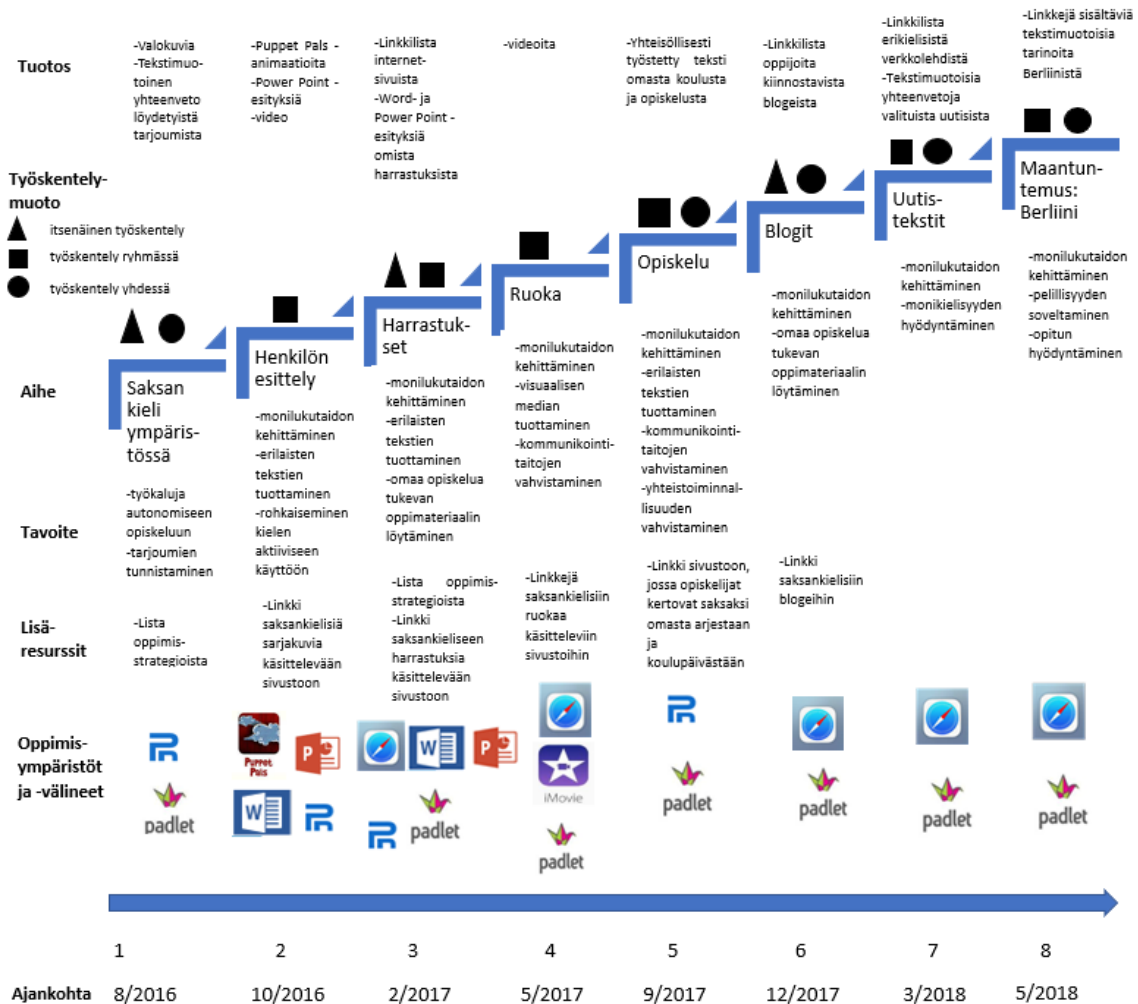 Tuotos
-Valokuvia
-Tekstimuo-
toinen
yhteenveto
löydetyistä
tarjoumista
-Puppet Pals -
animaatioita
-Power Point -
esityksiä
-video
-Linkkilista
internet-
sivuista
-Word- ja
Power Point -
esityksiä
omista
harrastuksista
-videoita
-Yhteisöllisesti
työstetty teksti
omasta koulusta
ja opiskelusta
-Linkkilista
oppijoita
kiinnostavista
blogeista
-Linkkilista
erikielisistä
verkkolehdistä
-Tekstimuotoisia
yhteenvetoja
valituista uutisista
-Linkkejä sisältäviä
tekstimuotoisia
tarinoita
Berliinistä
Työskentely-
muoto
itsenäinen työskentely
työskentely ryhmässä
työskentely yhdessä
Aihe
Saksan
kieli
ympäris-
tössä
Henkilön
esittely
Harrastuk-
set
Ruoka
Opiskelu
Blogit
Uutis-
tekstit
Maantun-
temus:
Berliini
Tavoite
-työkaluja
autonomiseen
opiskeluun
-tarjoumien
tunnistaminen
-monilukutaidon
kehittäminen
-erilaisten
tekstien
tuottaminen
-rohkaiseminen
kielen
aktiiviseen
käyttöön
-monilukutaidon
kehittäminen
-erilaisten
tekstien
tuottaminen
-omaa opiskelua
tukevan
oppimateriaalin
löytäminen
-monilukutaidon
kehittäminen
-visuaalisen
median
tuottaminen
-kommunikointi-
taitojen
vahvistaminen
-monilukutaidon
kehittäminen
-erilaisten
tekstien
tuottaminen
-kommunikointi-
taitojen
vahvistaminen
-yhteistoiminnal-
lisuuden
vahvistaminen
-monilukutaidon
kehittäminen
-omaa opiskelua
tukevan
oppimateriaalin
löytäminen
-monilukutaidon
kehittäminen
-monikielisyyden
hyödyntäminen
-monilukutaidon
kehittäminen
-pelillisyyden
soveltaminen
-opitun
hyödyntäminen
Lisä-
resurssit
-Lista
oppimis-
strategioista
-Linkki
saksankielisiä
sarjakuvia
käsittelevään
sivustoon
-Lista oppimis-
strategioista
-Linkki
saksankieliseen
harrastuksia
käsittelevään
sivustoon
-Linkkejä
saksankielisiin
ruokaa
käsitteleviin
sivustoihin
-Linkki sivustoon,
jossa opiskelijat
kertovat saksaksi
omasta arjestaan
ja
koulupäivästään
-Linkki
saksankielisiin
blogeihin
Oppimis-
ympäristöt
ja -välineet
padlet
Puppet
Pals
P
W
W
P
padlet
iMovie
padlet
padlet
padlet
padlet
padlet
1 2 3 4 5 6 7 8
Ajankohta 8/2016 10/2016 2/2017 5/2017 9/2017 12/2017 3/2018 5/2018